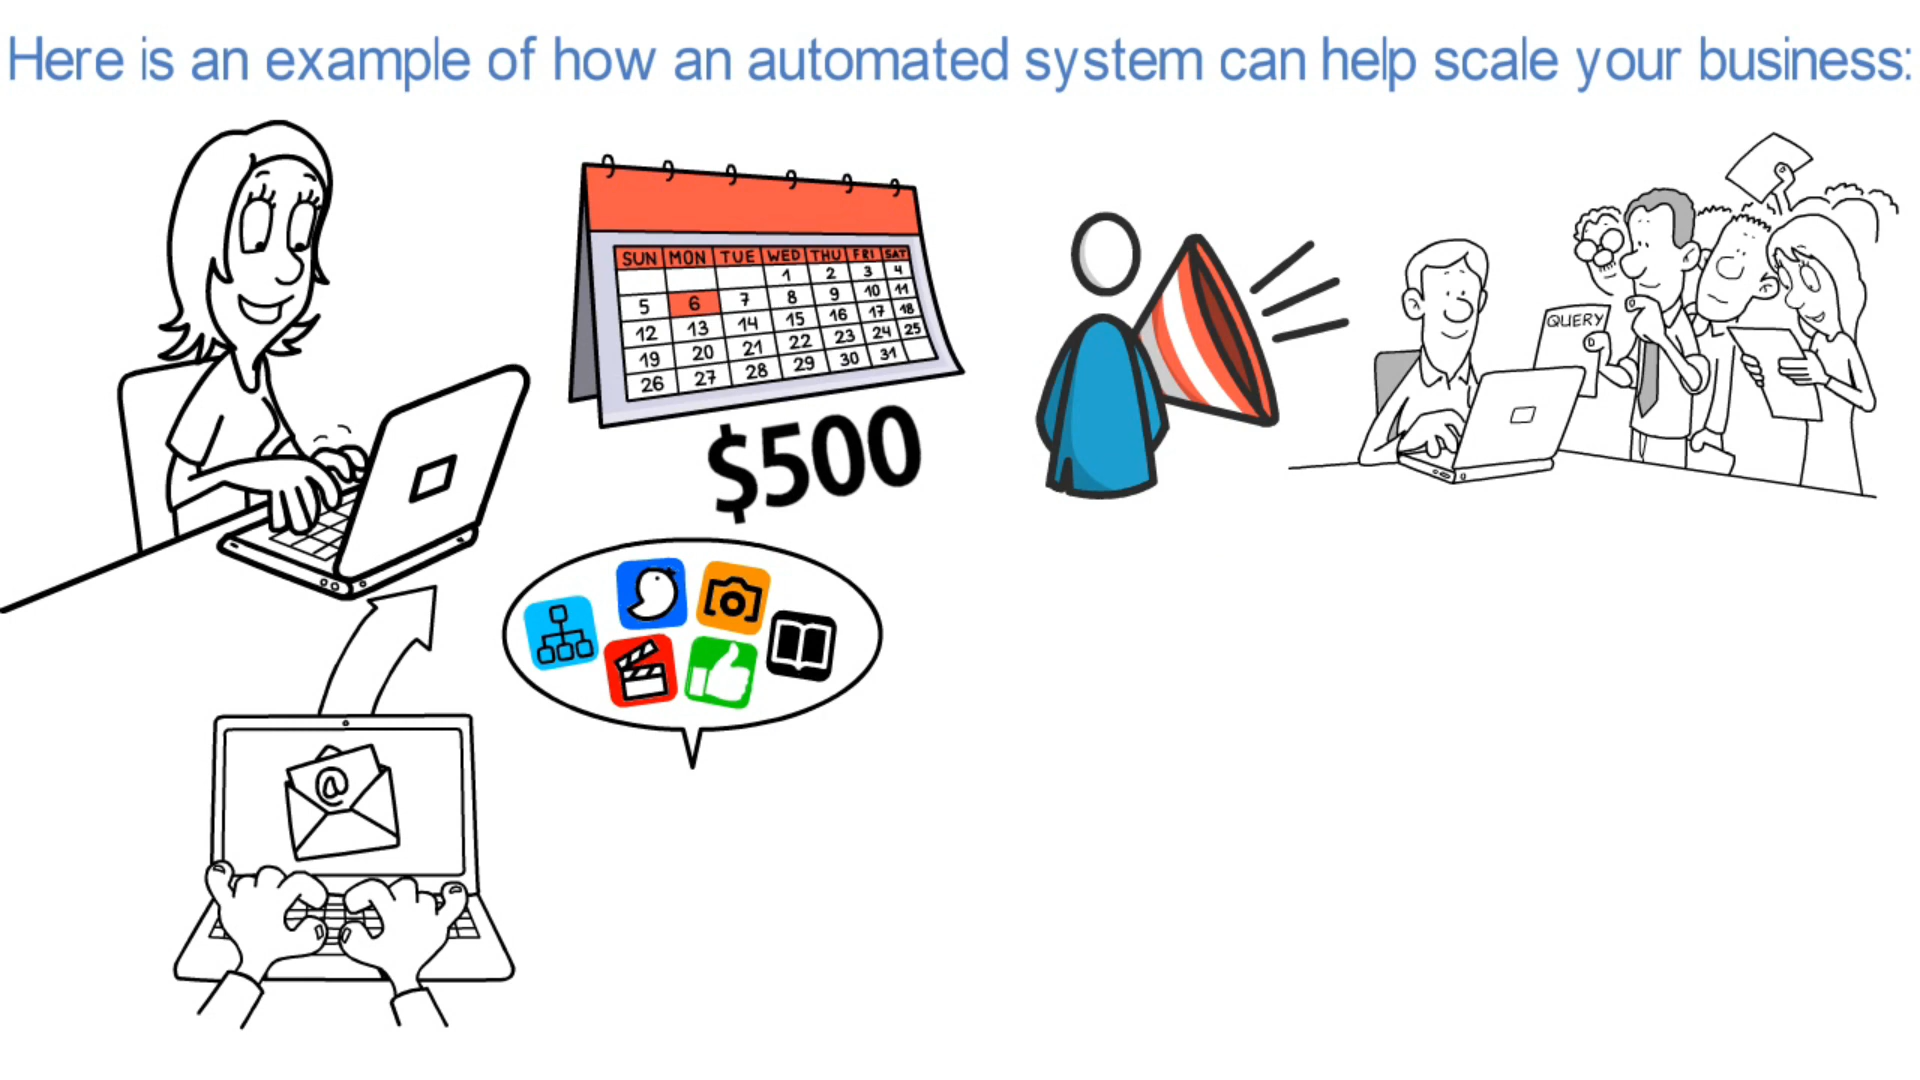 Here is an example of how an automated system can help scale your business:
SUN MON TUE WED THU FRI SAT
1 2 3 4
5 6 7 8 9 10 11
12 13 14 15 16 17 18
19 20 21 22 23 24 25
26 27 28 29 30 31
$500
QUERY
@